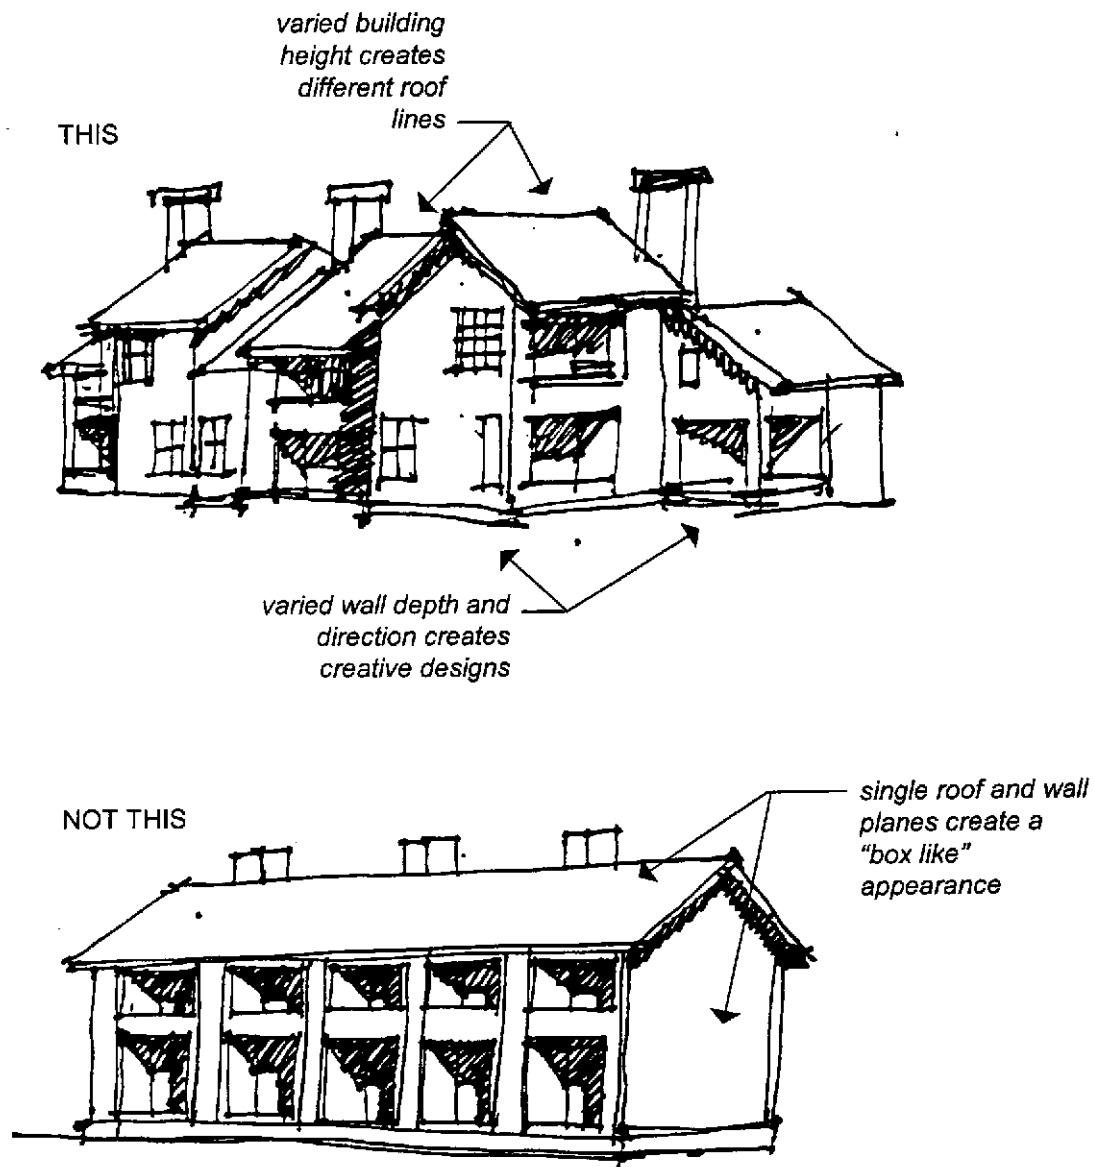 varied building
height creates
different roof
lines
THIS
varied wall depth and
direction creates
creative designs
NOT THIS
single roof and wall
planes create a
“box like”
appearance